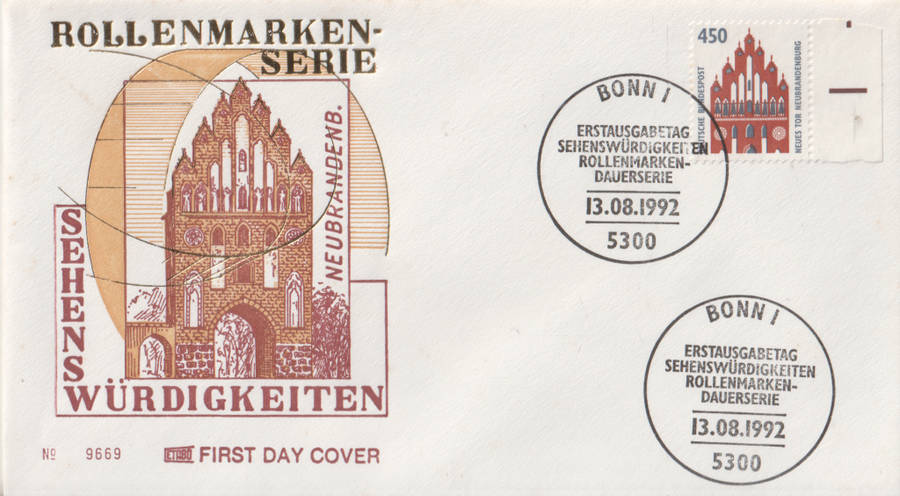 ROLLENMARKEN-
SERIE
NEUBRANDENB.
SEHENS
WÜRDIGKEITEN
Nº 9669
ETABÖ FIRST DAY COVER
450
DEUTSCHE BUNDESPOST
NEUES TOR NEUBRANDENBURG
BONN 1
ERSTAUSGABETAG
SEHENSWÜRDIGKEITEN
ROLLENMARKEN-
DAUERSERIE
13.08.1992
5300
BONN 1
ERSTAUSGABETAG
SEHENSWÜRDIGKEITEN
ROLLENMARKEN-
DAUERSERIE
13.08.1992
5300